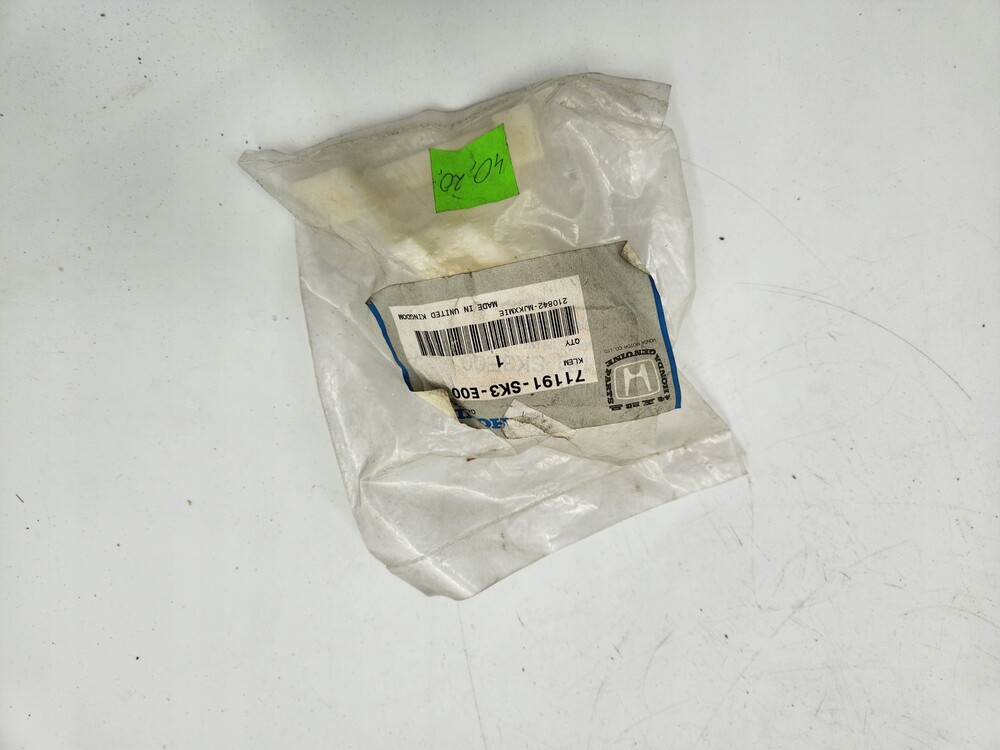 40,20,
71191-SK3-E00
KLEM
QTY 1
210842-MJKXMIE
MADE IN UNITED KINGDOM
HONDA GENUINE PARTS
HONDA MOTOR CO., LTD.